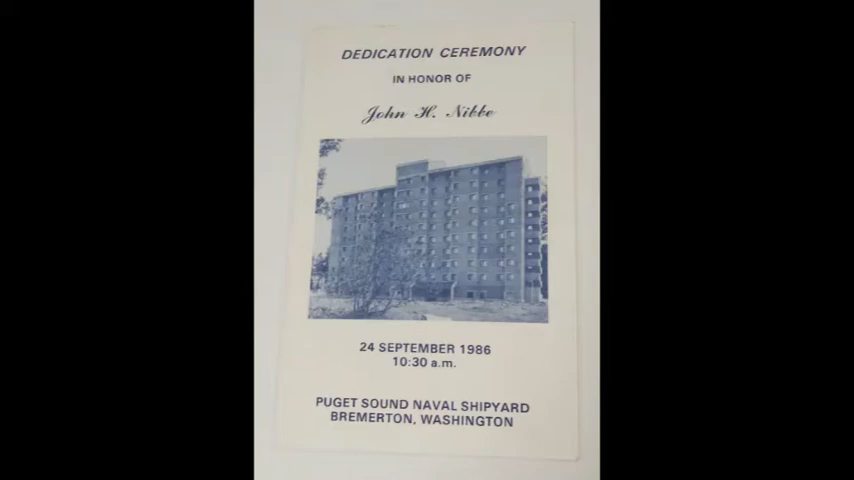 DEDICATION CEREMONY
IN HONOR OF
John H. Nibbe
24 SEPTEMBER 1986
10:30 a.m.
PUGET SOUND NAVAL SHIPYARD
BREMERTON, WASHINGTON